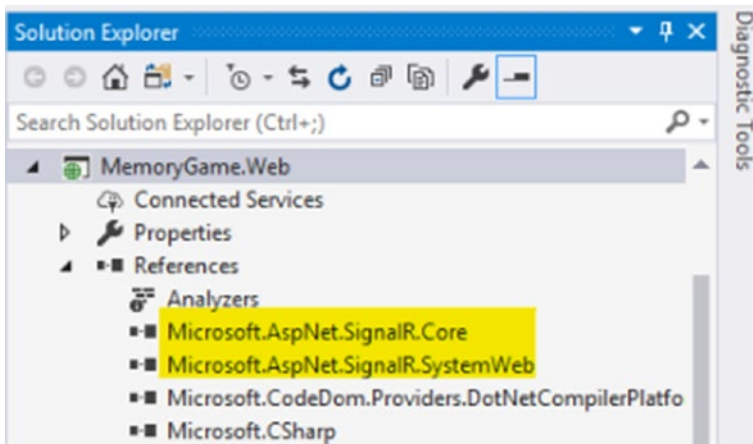 Solution Explorer
Diagnostic Tools
Search Solution Explorer (Ctrl+;)
MemoryGame.Web
Connected Services
Properties
References
Analyzers
Microsoft.AspNet.SignalR.Core
Microsoft.AspNet.SignalR.SystemWeb
Microsoft.CodeDom.Providers.DotNetCompilerPlatfo
Microsoft.CSharp